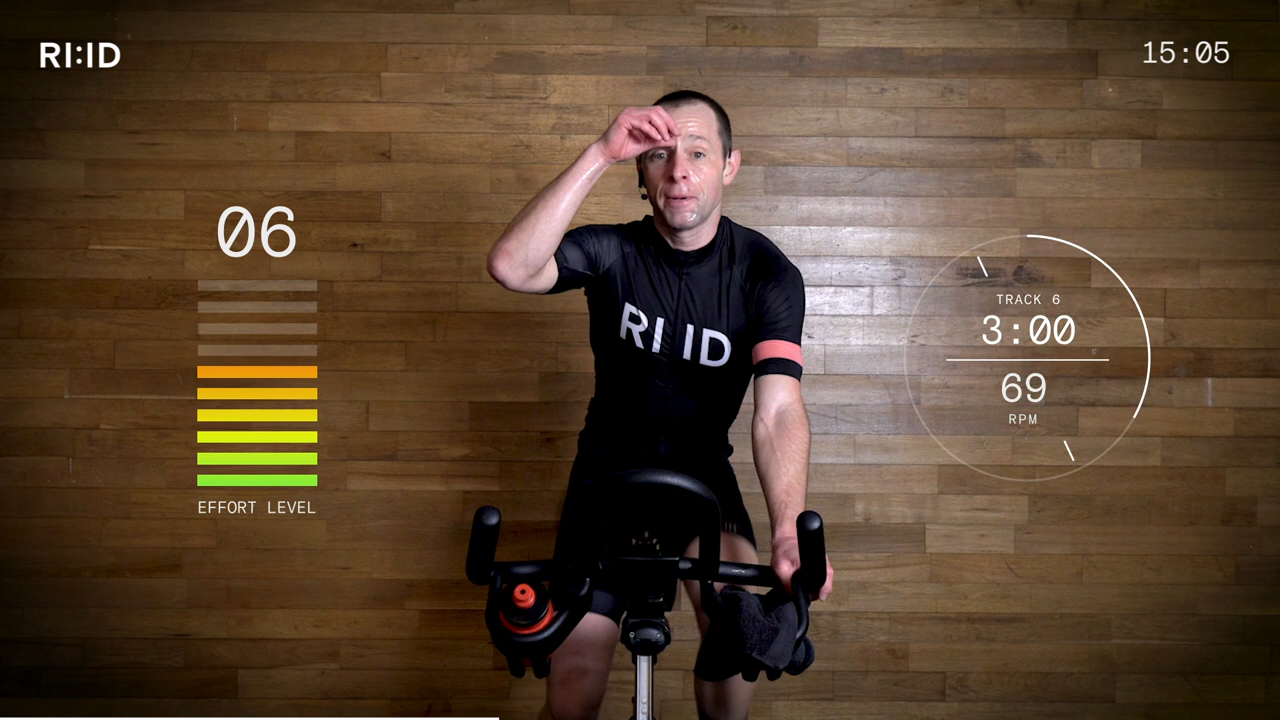 RI:ID
15:05
06
EFFORT LEVEL
RI ID
TRACK 6
3:00
69
RPM